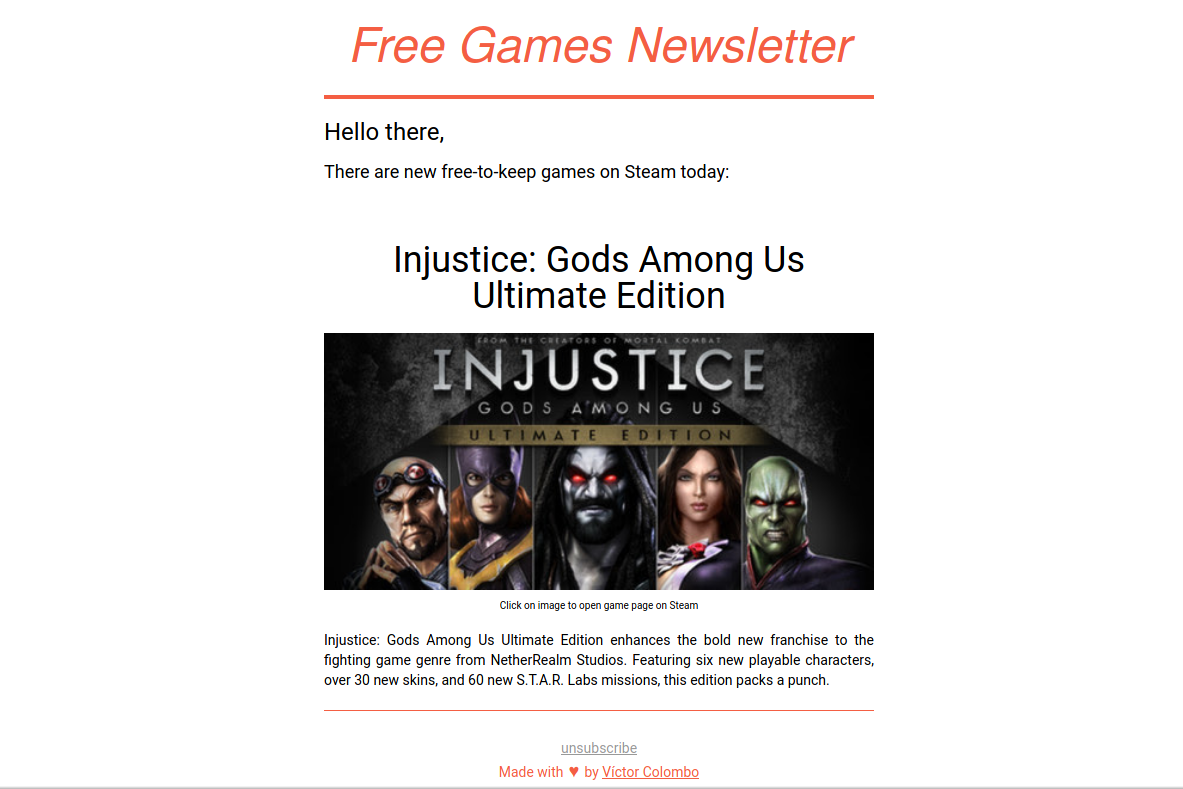 Free Games Newsletter
Hello there,
There are new free-to-keep games on Steam today:
Injustice: Gods Among Us
Ultimate Edition
FROM THE CREATORS OF MORTAL KOMBAT
INJUSTICE
GODS AMONG US
ULTIMATE EDITION
Click on image to open game page on Steam
Injustice: Gods Among Us Ultimate Edition enhances the bold new franchise to the
fighting game genre from NetherRealm Studios. Featuring six new playable characters,
over 30 new skins, and 60 new S.T.A.R. Labs missions, this edition packs a punch.
unsubscribe
Made with ♥ by Víctor Colombo